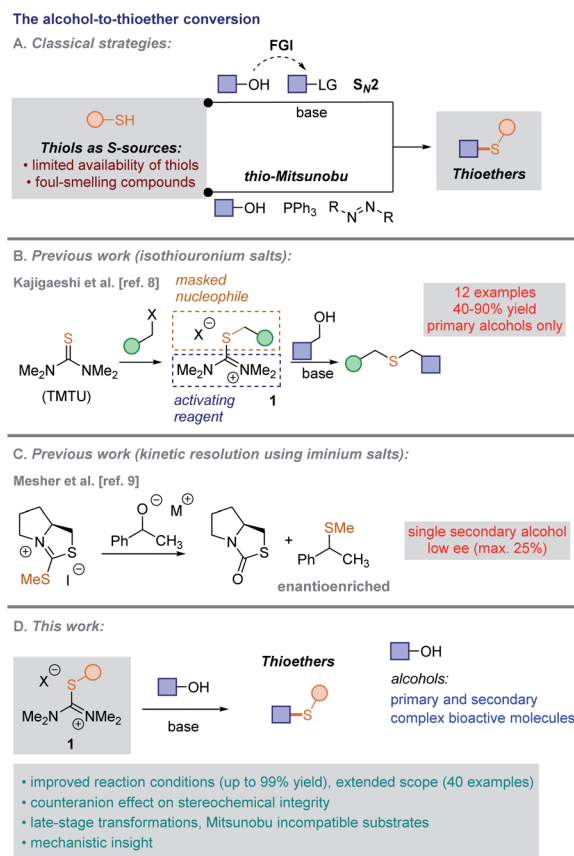 The alcohol-to-thioether conversion
A. Classical strategies:
FGI
OH
LG
SN2
base
SH
Thiols as S-sources:
• limited availability of thiols
• foul-smelling compounds
thio-Mitsunobu
OH
PPh3
R N N R
S
Thioethers
B. Previous work (isothiouronium salts):
Kajigaeshi et al. [ref. 8]
masked
nucleophile
12 examples
40-90% yield
primary alcohols only
S
Me2N NMe2
(TMTU)
X
X⊖
S
Me2N NMe2
⊕
activating
reagent
1
OH
base
S
C. Previous work (kinetic resolution using iminium salts):
Mesher et al. [ref. 9]
N
⊕
S
MeS
I⊖
O⊖ M⊕
Ph CH3
N
S
O
+
SMe
Ph CH3
enantioenriched
single secondary alcohol
low ee (max. 25%)
D. This work:
X⊖
S
Me2N NMe2
⊕
1
OH
base
Thioethers
S
OH
alcohols:
primary and secondary
complex bioactive molecules
• improved reaction conditions (up to 99% yield), extended scope (40 examples)
• counteranion effect on stereochemical integrity
• late-stage transformations, Mitsunobu incompatible substrates
• mechanistic insight